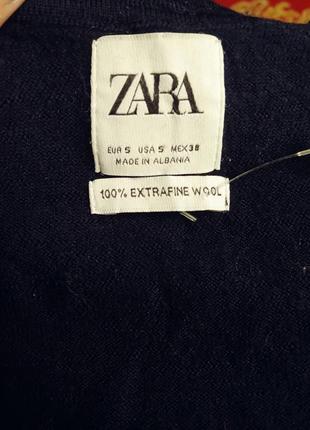 ZARA
EUR S USA S MEX 38
MADE IN ALBANIA
100% EXTRAFINE WOOL